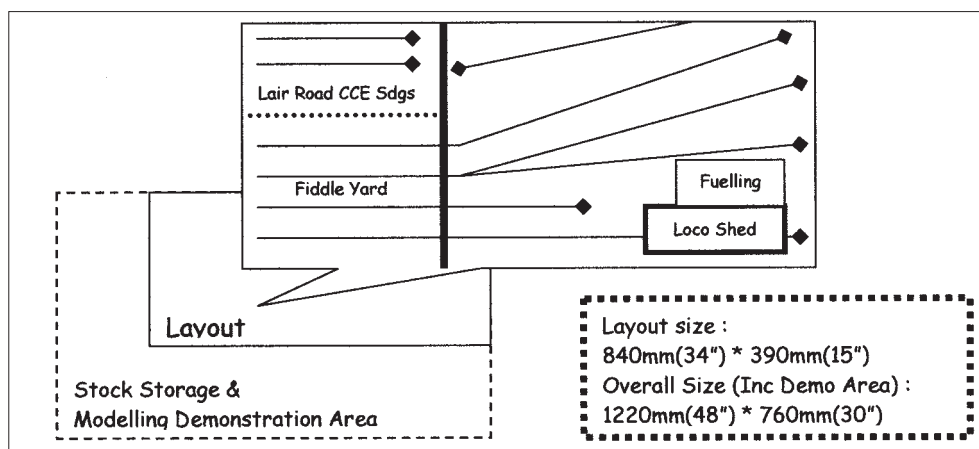 Lair Road CCE Sdgs
Fiddle Yard
Fuelling
Loco Shed
Layout
Stock Storage &
Modelling Demonstration Area
Layout size :
840mm(34") * 390mm(15")
Overall Size (Inc Demo Area) :
1220mm(48") * 760mm(30")